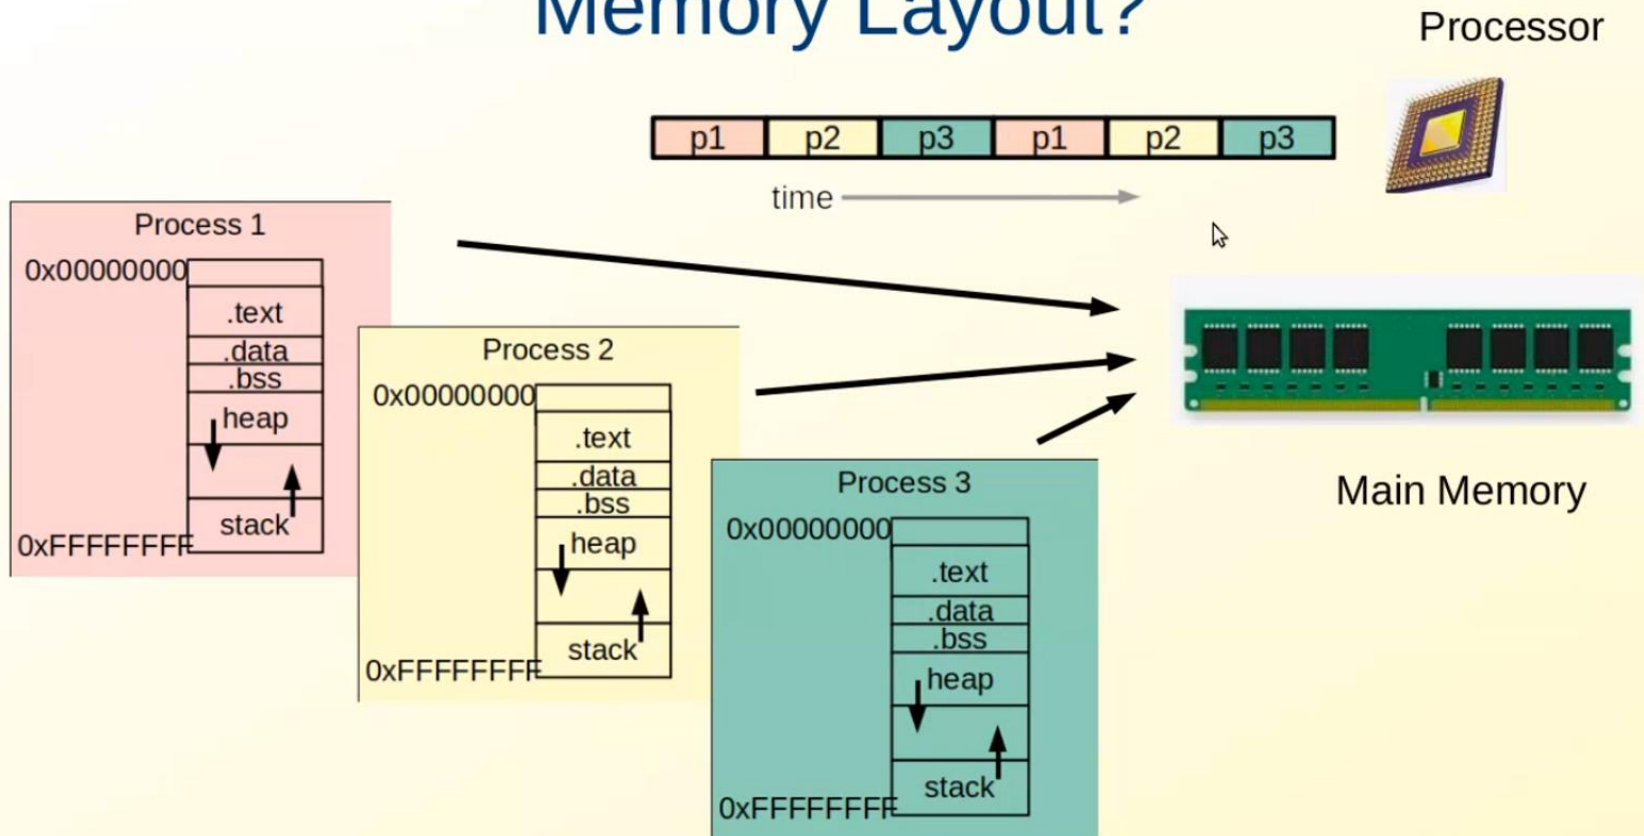 Memory Layout?
Processor
p1 p2 p3 p1 p2 p3
time
Process 1
0x00000000
.text
.data
.bss
heap
stack
0xFFFFFFFF
Process 2
0x00000000
.text
.data
.bss
heap
stack
0xFFFFFFFF
Process 3
0x00000000
.text
.data
.bss
heap
stack
0xFFFFFFFF
Main Memory